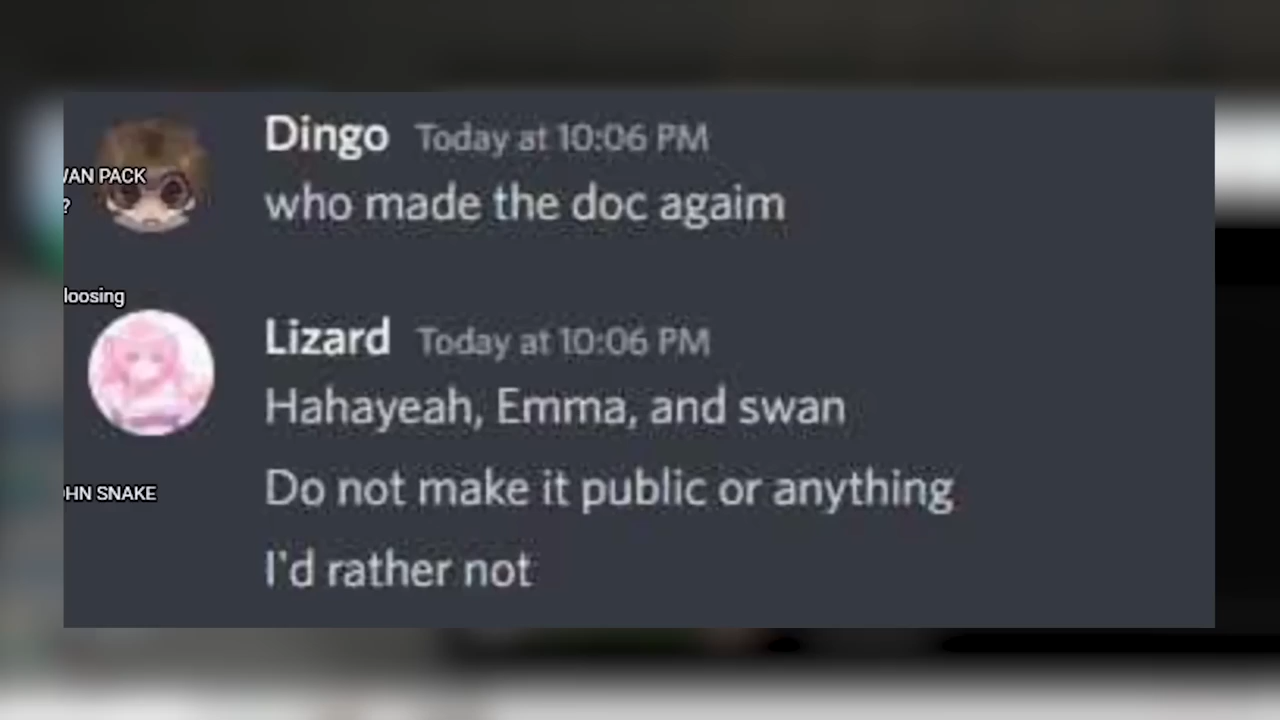 Dingo Today at 10:06 PM
VAN PACK
who made the doc agaim
?
loosing
Lizard Today at 10:06 PM
Hahayeah, Emma, and swan
Do not make it public or anything
HN SNAKE
I'd rather not